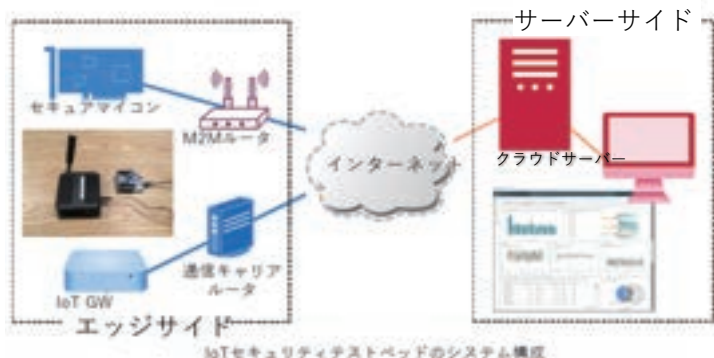 サーバーサイド
セキュアマイコン
M2Mルータ
インターネット
クラウドサーバー
通信キャリア
ルータ
IoT GW
エッジサイド
IoTセキュリティテストベッドのシステム構成